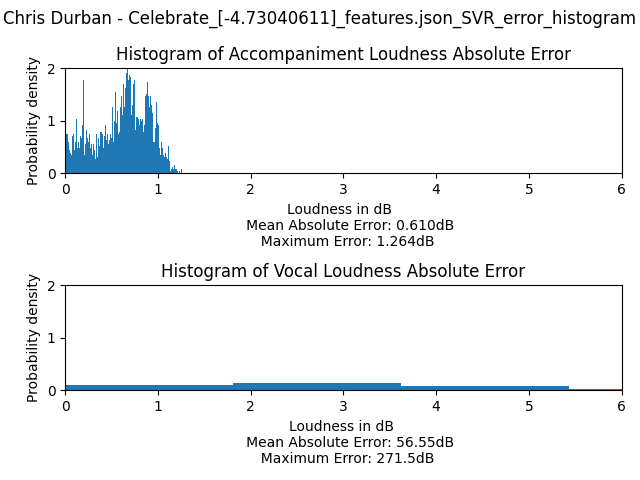 Chris Durban - Celebrate_[-4.73040611]_features.json_SVR_error_histogram
Histogram of Accompaniment Loudness Absolute Error
Probability density
2
1
0
0 1 2 3 4 5 6
Loudness in dB
Mean Absolute Error: 0.610dB
Maximum Error: 1.264dB
Histogram of Vocal Loudness Absolute Error
Probability density
2
1
0
0 1 2 3 4 5 6
Loudness in dB
Mean Absolute Error: 56.55dB
Maximum Error: 271.5dB